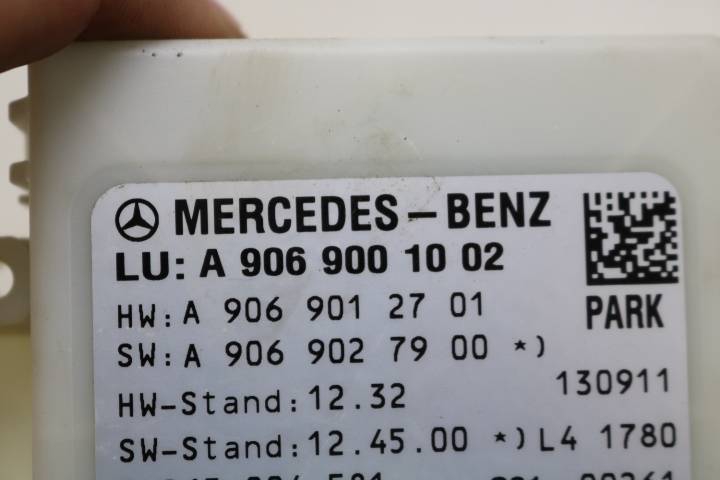 MERCEDES-BENZ
LU: A 906 900 10 02
PARK
HW: A 906 901 27 01
SW: A 906 902 79 00 *)
HW-Stand: 12.32
130911
SW-Stand: 12.45.00 *) L4 1780